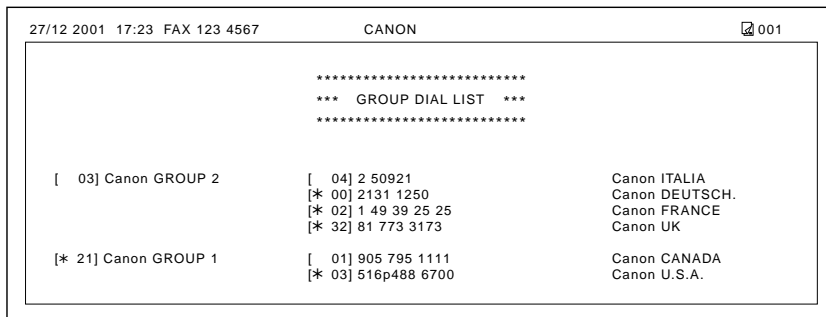 27/12 2001 17:23 FAX 123 4567 CANON 001
***************************
*** GROUP DIAL LIST ***
***************************
[ 03] Canon GROUP 2 [ 04] 2 50921 Canon ITALIA
[* 00] 2131 1250 Canon DEUTSCH.
[* 02] 1 49 39 25 25 Canon FRANCE
[* 32] 81 773 3173 Canon UK
[* 21] Canon GROUP 1 [ 01] 905 795 1111 Canon CANADA
[* 03] 516p488 6700 Canon U.S.A.